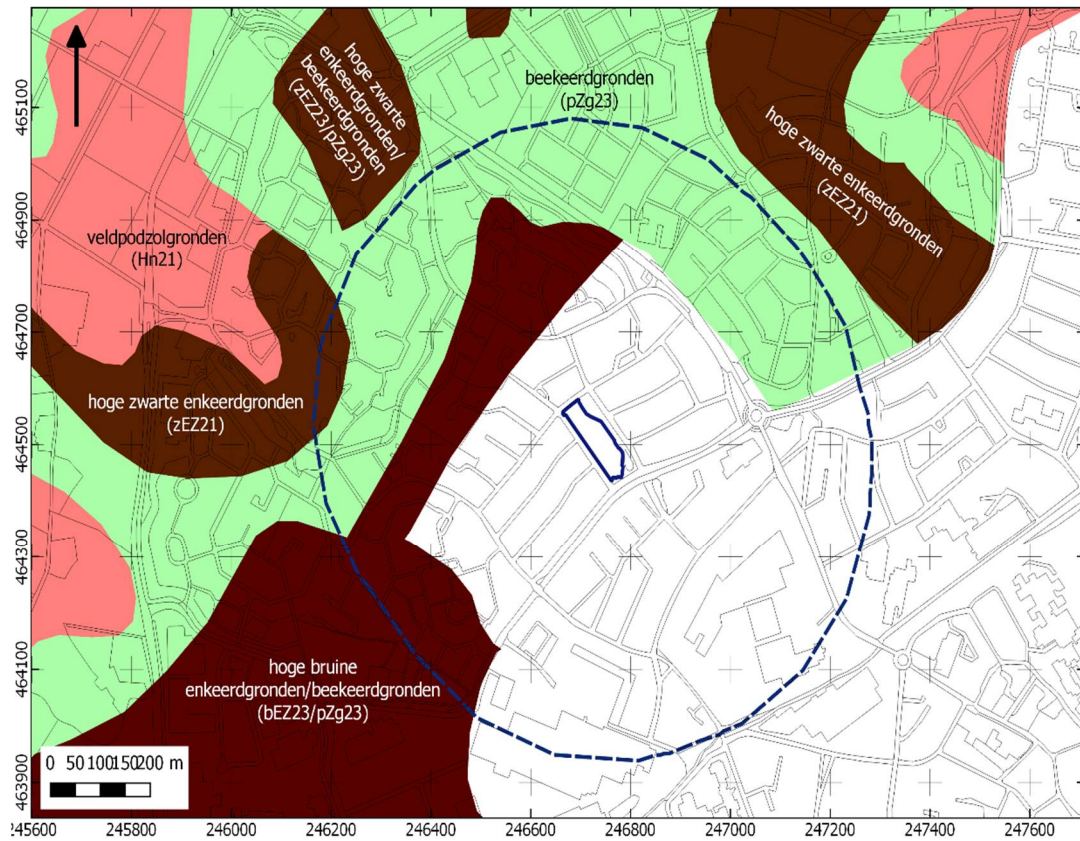 hoge zwarte
enkeerdgronden/
beekeerdgronden
(zEZ23/pZg23)
beekeerdgronden
(pZg23)
hoge zwarte enkeerdgronden
(zEZ21)
veldpodzolgronden
(Hn21)
hoge zwarte enkeerdgronden
(zEZ21)
hoge bruine
enkeerdgronden/beekeerdgronden
(bEZ23/pZg23)
0 50 100 150 200 m
465100
464900
464700
464500
464300
464100
463900
245600 245800 246000 246200 246400 246600 246800 247000 247200 247400 247600